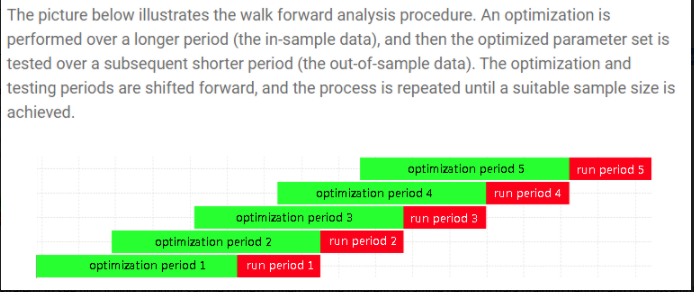 The picture below illustrates the walk forward analysis procedure. An optimization is
performed over a longer period (the in-sample data), and then the optimized parameter set is
tested over a subsequent shorter period (the out-of-sample data). The optimization and
testing periods are shifted forward, and the process is repeated until a suitable sample size is
achieved.
optimization period 5 run period 5
optimization period 4 run period 4
optimization period 3 run period 3
optimization period 2 run period 2
optimization period 1 run period 1